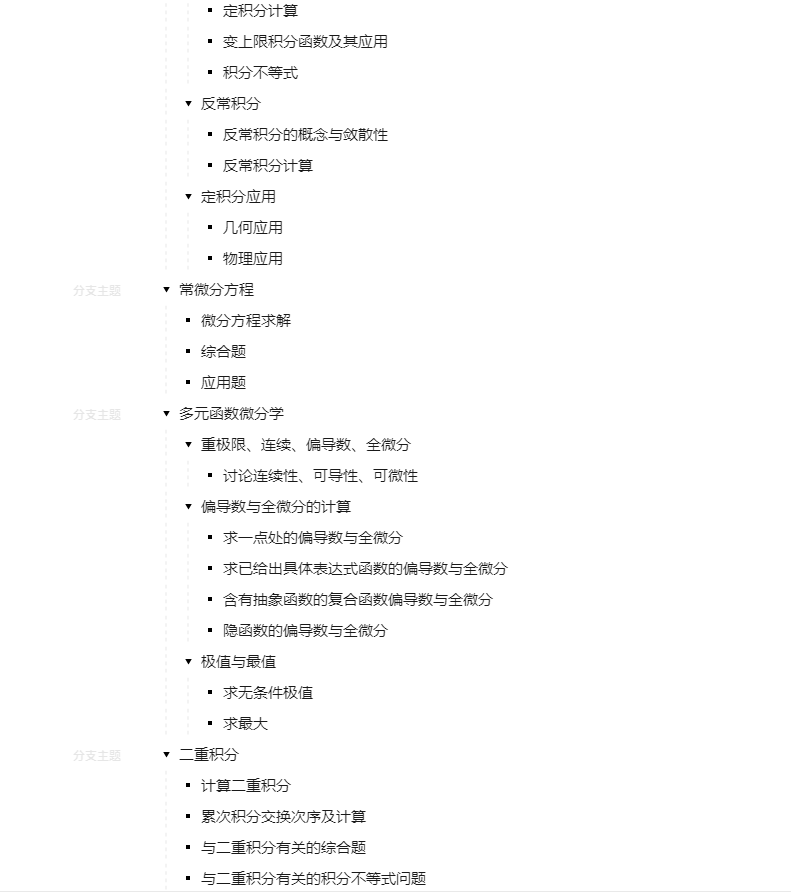 定积分计算
变上限积分函数及其应用
积分不等式
反常积分
反常积分的概念与敛散性
反常积分计算
定积分应用
几何应用
物理应用
分支主题 常微分方程
微分方程求解
综合题
应用题
分支主题 多元函数微分学
重极限、连续、偏导数、全微分
讨论连续性、可导性、可微性
偏导数与全微分的计算
求一点处的偏导数与全微分
求已给出具体表达式函数的偏导数与全微分
含有抽象函数的复合函数偏导数与全微分
隐函数的偏导数与全微分
极值与最值
求无条件极值
求最大
分支主题 二重积分
计算二重积分
累次积分交换次序及计算
与二重积分有关的综合题
与二重积分有关的积分不等式问题